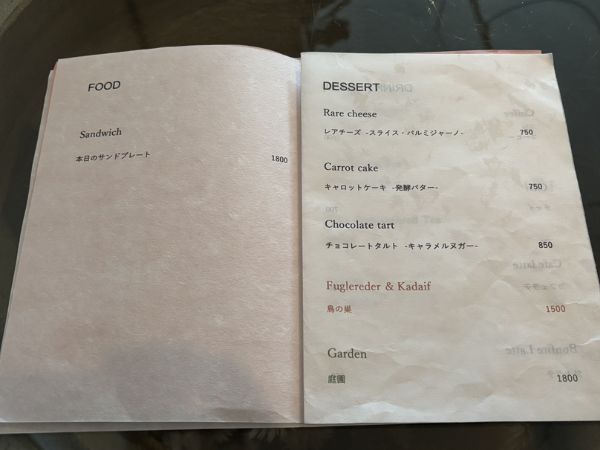 FOOD
Sandwich
本日のサンドプレート 1800
DESSERT
Rare cheese
レアチーズ -スライス・パルミジャーノ- 750
Carrot cake
キャロットケーキ -発酵バター- 750
Chocolate tart
チョコレートタルト -キャラメルヌガー- 850
Fuglereder & Kadaif
鳥の巣 1500
Garden
庭園 1800